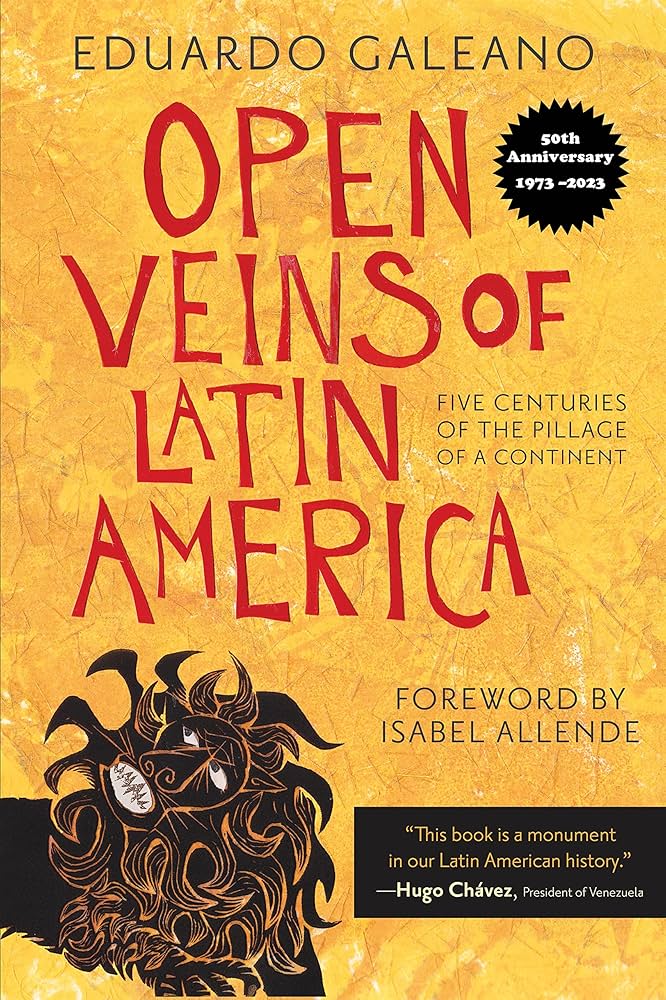 EDUARDO GALEANO
OPEN
50th
Anniversary
1973 –2023
VEINS OF
LATIN
FIVE CENTURIES
OF THE PILLAGE
OF A CONTINENT
AMERICA
FOREWORD BY
ISABEL ALLENDE
“This book is a monument
in our Latin American history.”
—Hugo Chávez, President of Venezuela